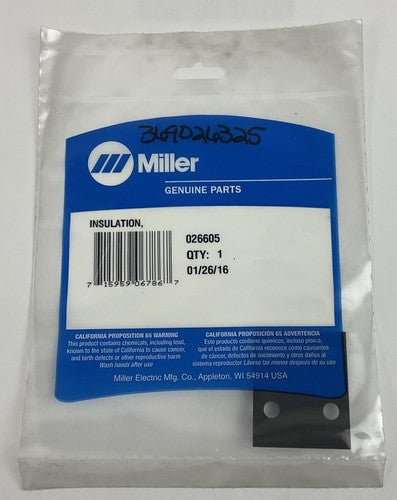 369026325
Miller
GENUINE PARTS
INSULATION,
026605
QTY: 1
01/26/16
7 15959 06786 7
CALIFORNIA PROPOSITION 65 WARNING
This product contains chemicals, including lead,
known to the state of California to cause cancer,
and birth defects or other reproductive harm
Wash hands after use
CALIFORNIA PROPOSICIÓN 65 ADVERTENCIA
Este producto contiene químicos, incluso plomo,
que el estado de California reconoce como causantes
de cáncer, defectos de nacimiento y otros daños al
sistema reproductor Lávese las manos después de su uso
Miller Electric Mfg. Co., Appleton, WI 54914 USA